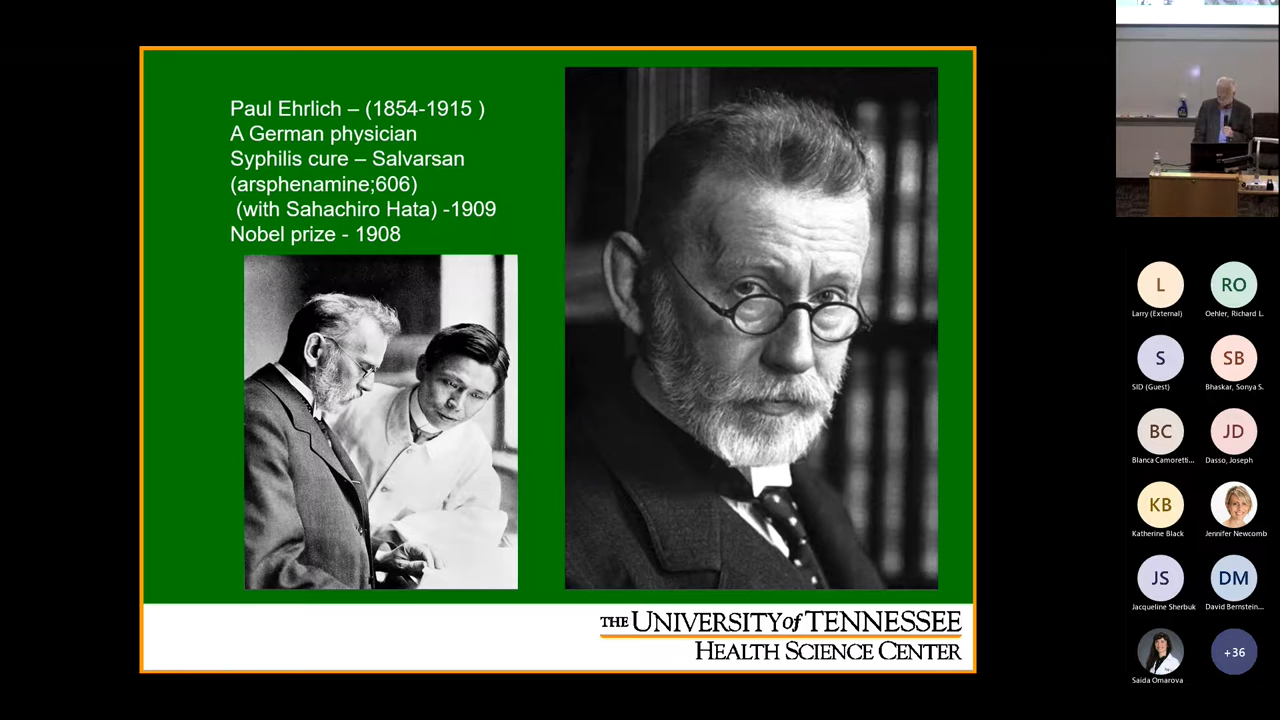 Paul Ehrlich – (1854-1915 )
A German physician
Syphilis cure – Salvarsan
(arsphenamine;606)
(with Sahachiro Hata) -1909
Nobel prize - 1908
THE UNIVERSITY of TENNESSEE
HEALTH SCIENCE CENTER
L
RO
Larry (External)
Oehler, Richard L.
S
SB
SID (Guest)
Bhaskar, Sonya S.
BC
JD
Blanca Camoretti...
Dasso, Joseph
KB
Katherine Black
Jennifer Newcomb
JS
DM
Jacqueline Sherbuk
David Bernstein...
+36
Saida Omarova